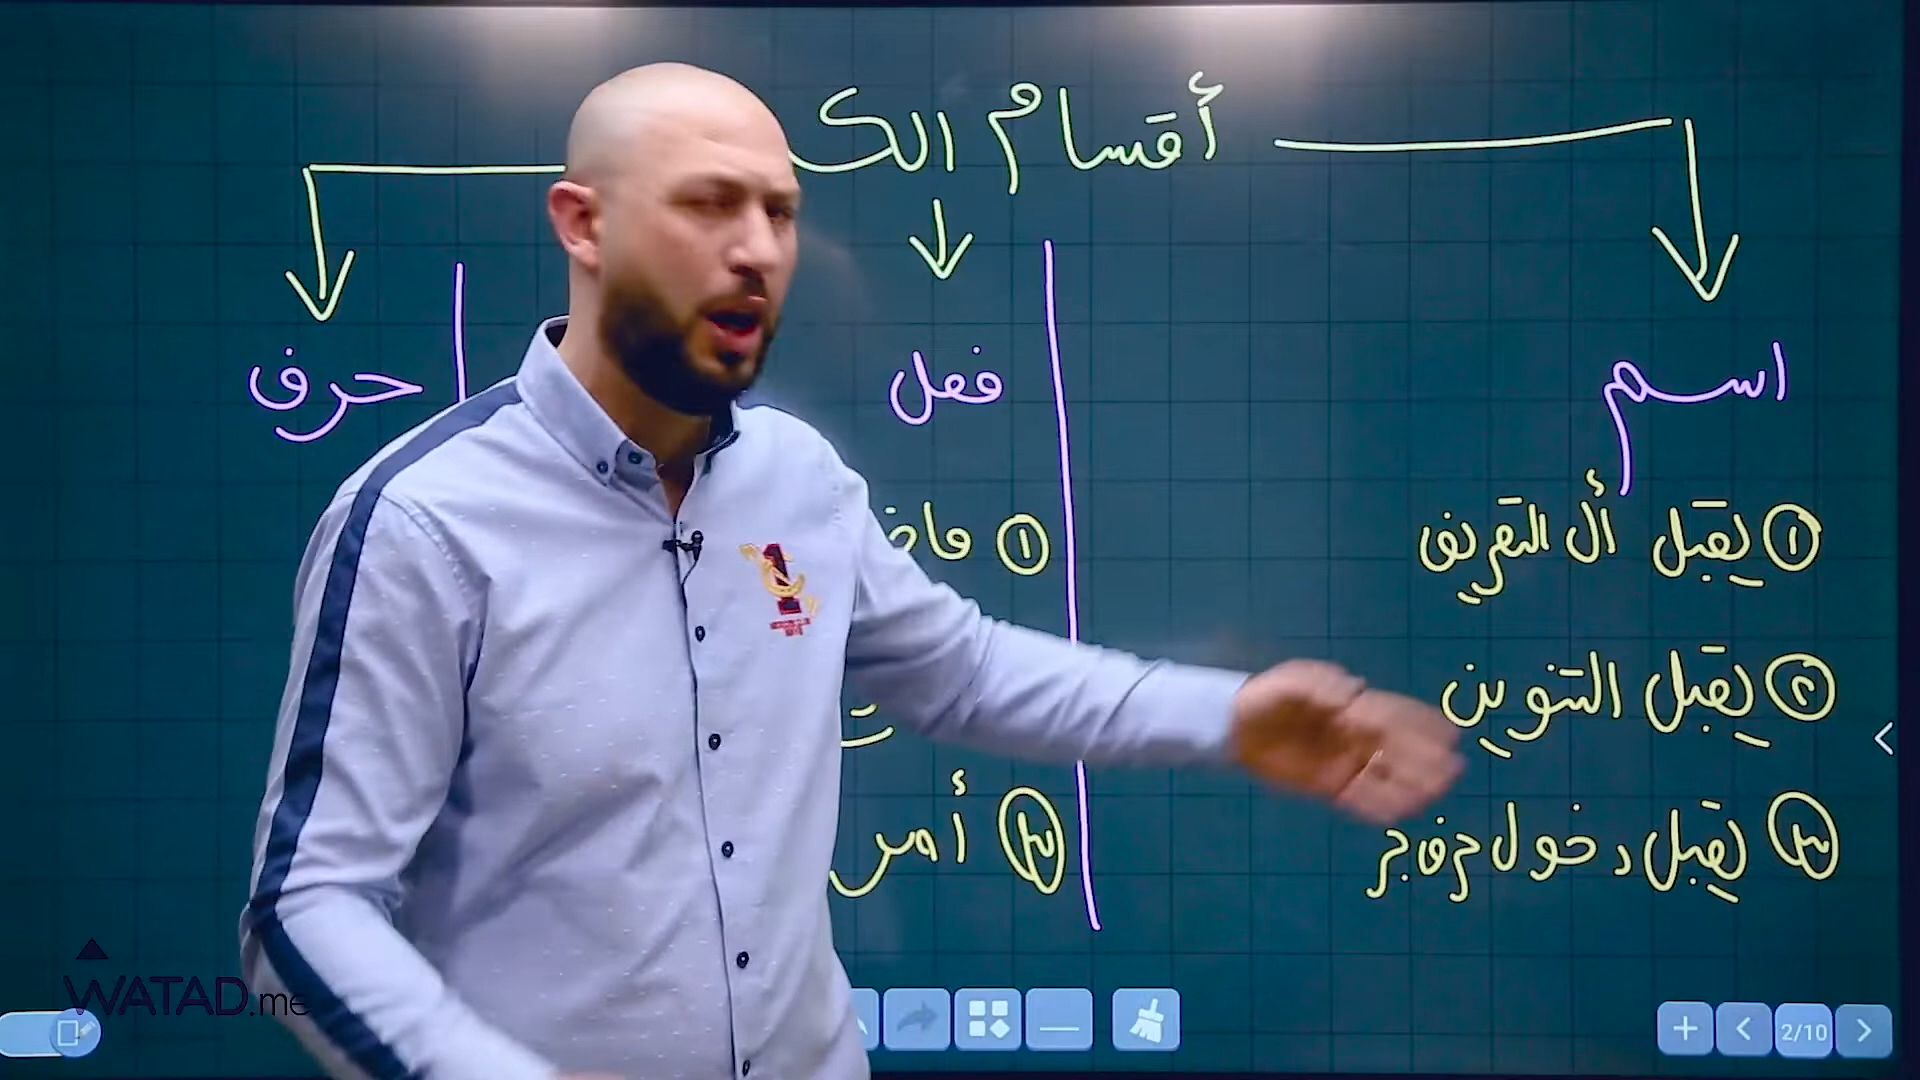 أقسام الك
اسم
فعل
حرف
① يقبل أل التعريف
② يقبل التنوين
③ يقبل دخول حرف جر
① ماض
③ أمر
WATAD.me
2/10